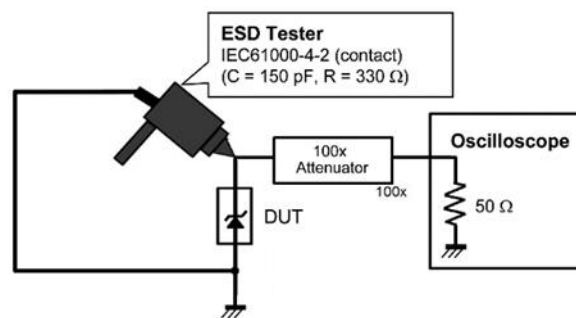 ESD Tester
IEC61000-4-2 (contact)
(C = 150 pF, R = 330 Ω)
100x
Attenuator
100x
Oscilloscope
50 Ω
DUT